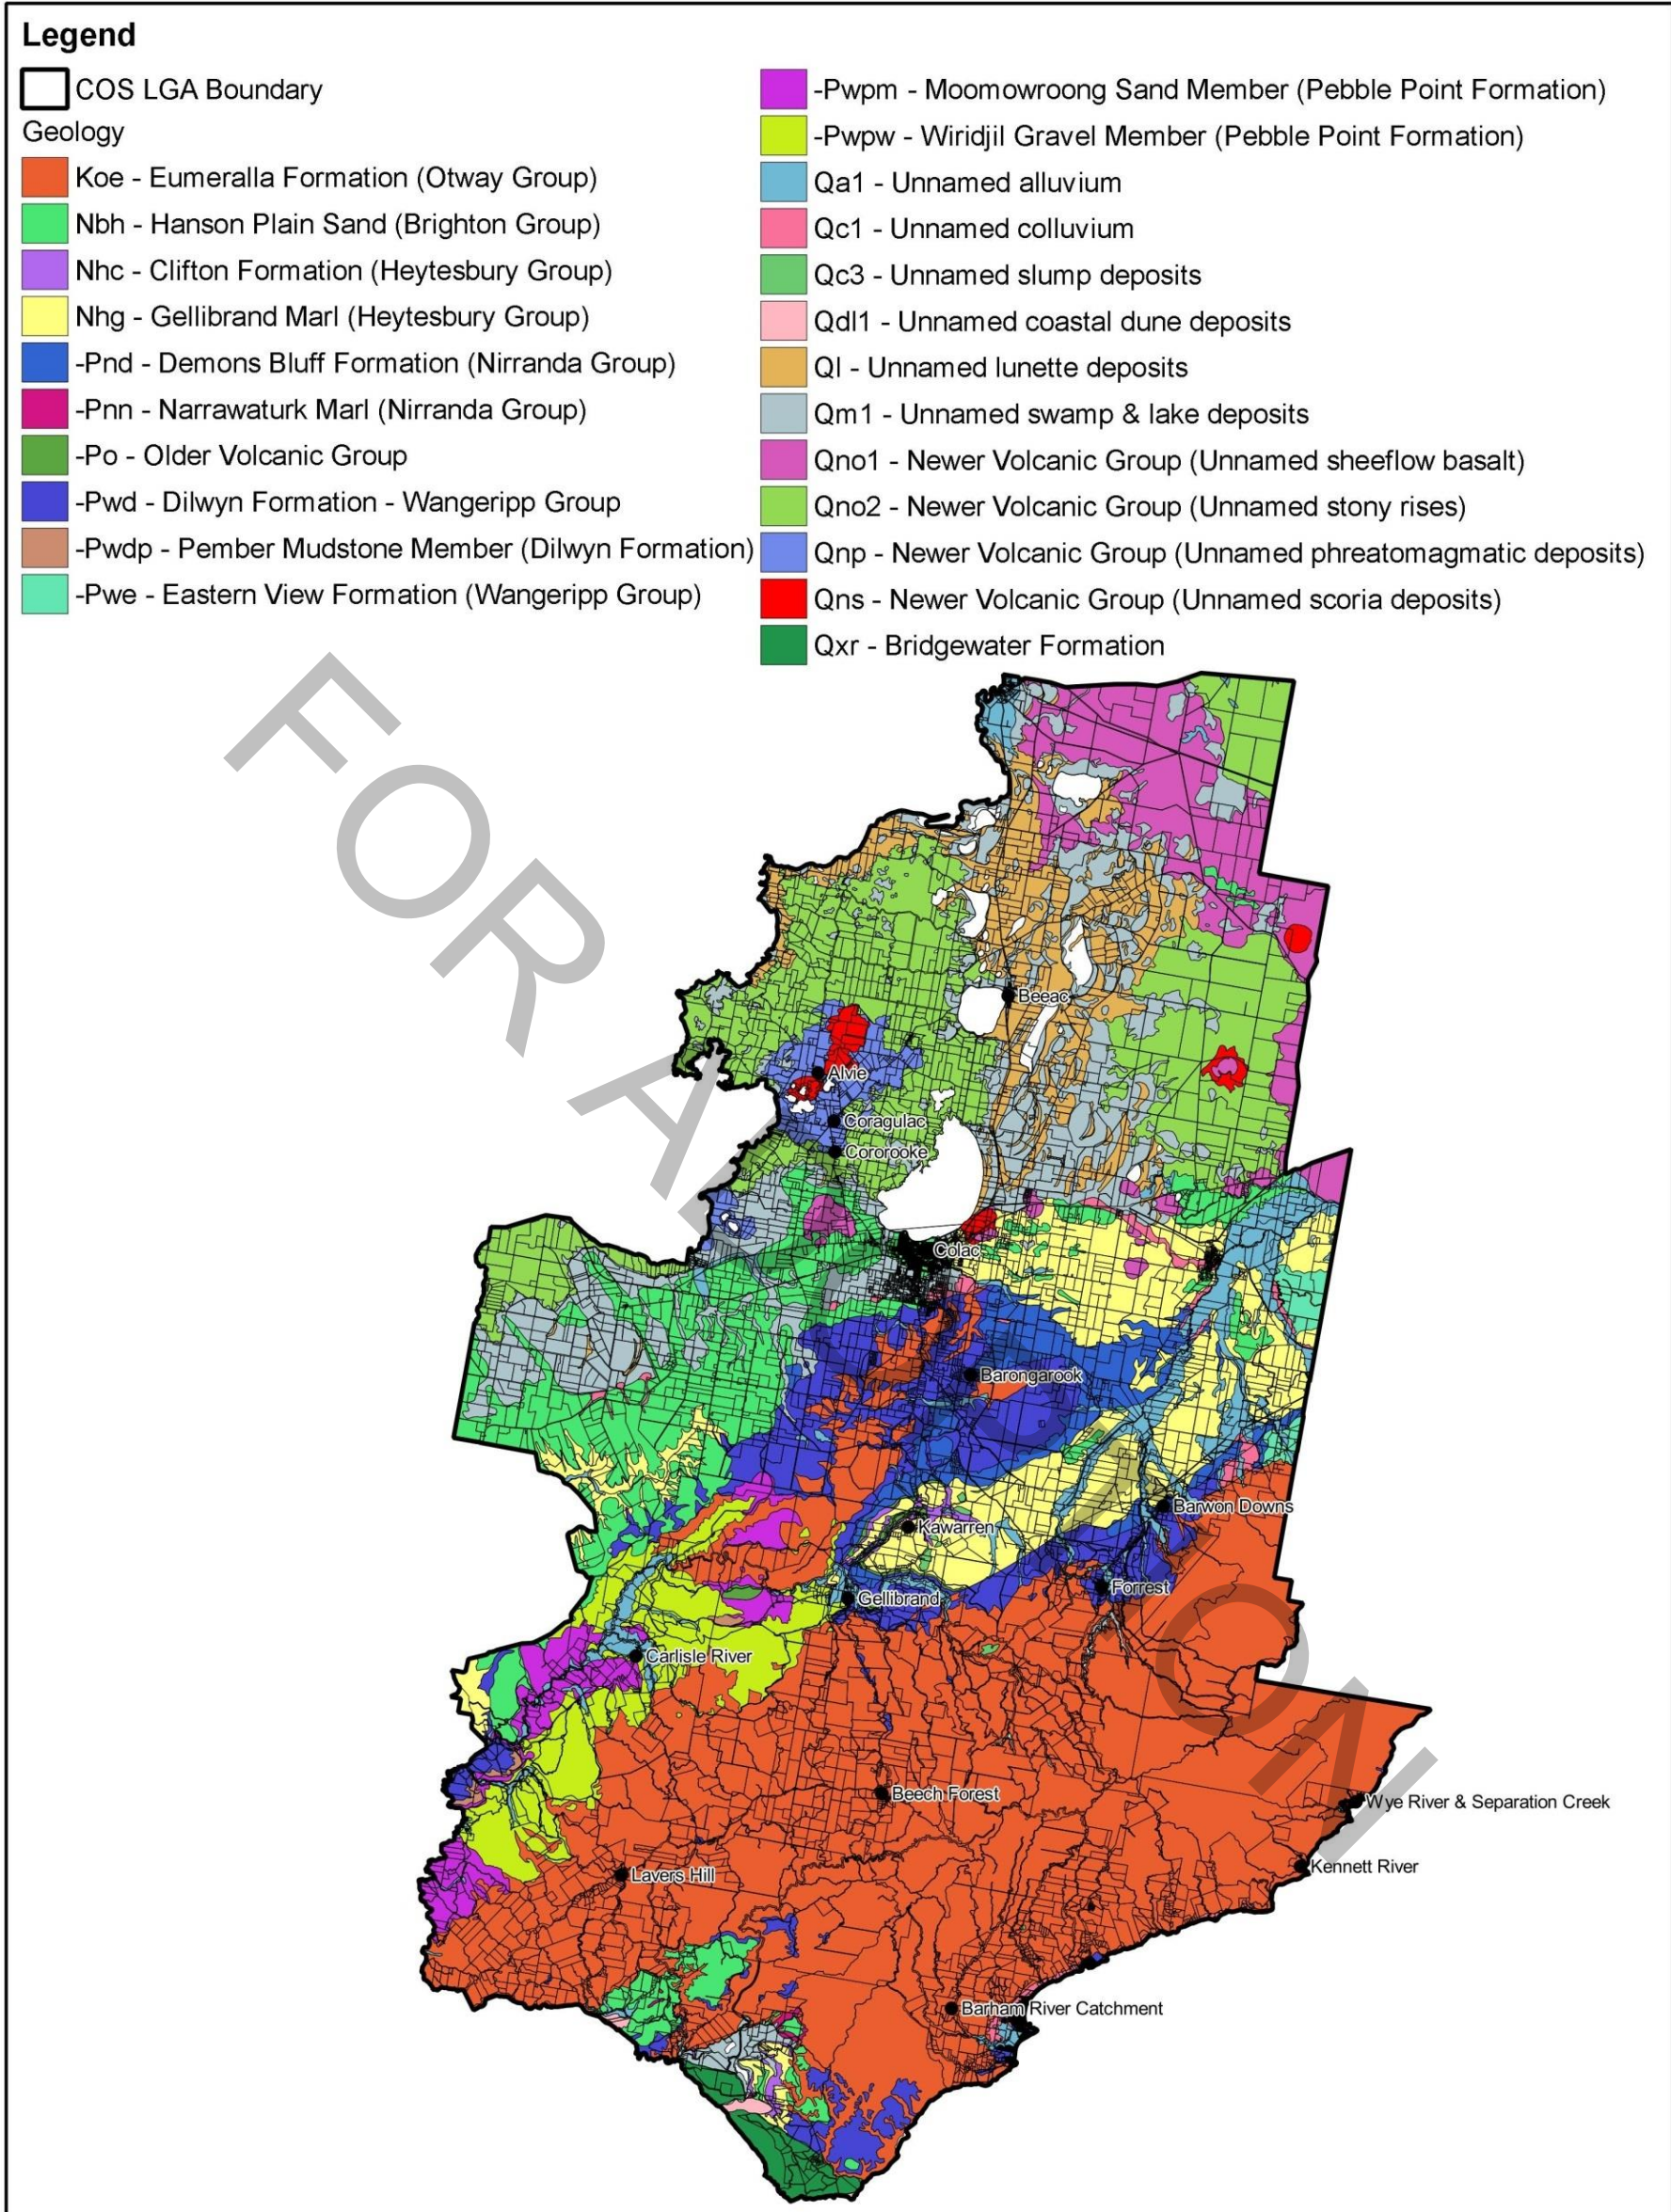 Legend
COS LGA Boundary
Geology
Koe - Eumeralla Formation (Otway Group)
Nbh - Hanson Plain Sand (Brighton Group)
Nhc - Clifton Formation (Heytesbury Group)
Nhg - Gellibrand Marl (Heytesbury Group)
-Pnd - Demons Bluff Formation (Nirranda Group)
-Pnn - Narrawaturk Marl (Nirranda Group)
-Po - Older Volcanic Group
-Pwd - Dilwyn Formation - Wangeripp Group
-Pwdp - Pember Mudstone Member (Dilwyn Formation)
-Pwe - Eastern View Formation (Wangeripp Group)
-Pwpm - Moomowroong Sand Member (Pebble Point Formation)
-Pwpw - Wiridjil Gravel Member (Pebble Point Formation)
Qa1 - Unnamed alluvium
Qc1 - Unnamed colluvium
Qc3 - Unnamed slump deposits
Qdl1 - Unnamed coastal dune deposits
Ql - Unnamed lunette deposits
Qm1 - Unnamed swamp & lake deposits
Qno1 - Newer Volcanic Group (Unnamed sheeflow basalt)
Qno2 - Newer Volcanic Group (Unnamed stony rises)
Qnp - Newer Volcanic Group (Unnamed phreatomagmatic deposits)
Qns - Newer Volcanic Group (Unnamed scoria deposits)
Qxr - Bridgewater Formation
Beeac
Alvie
Coragulac
Cororooke
Colac
Barongarook
Barwon Downs
Kawarren
Forrest
Gellibrand
Carlisle River
Beech Forest
Wye River & Separation Creek
Kennett River
Lavers Hill
Barham River Catchment
FOR